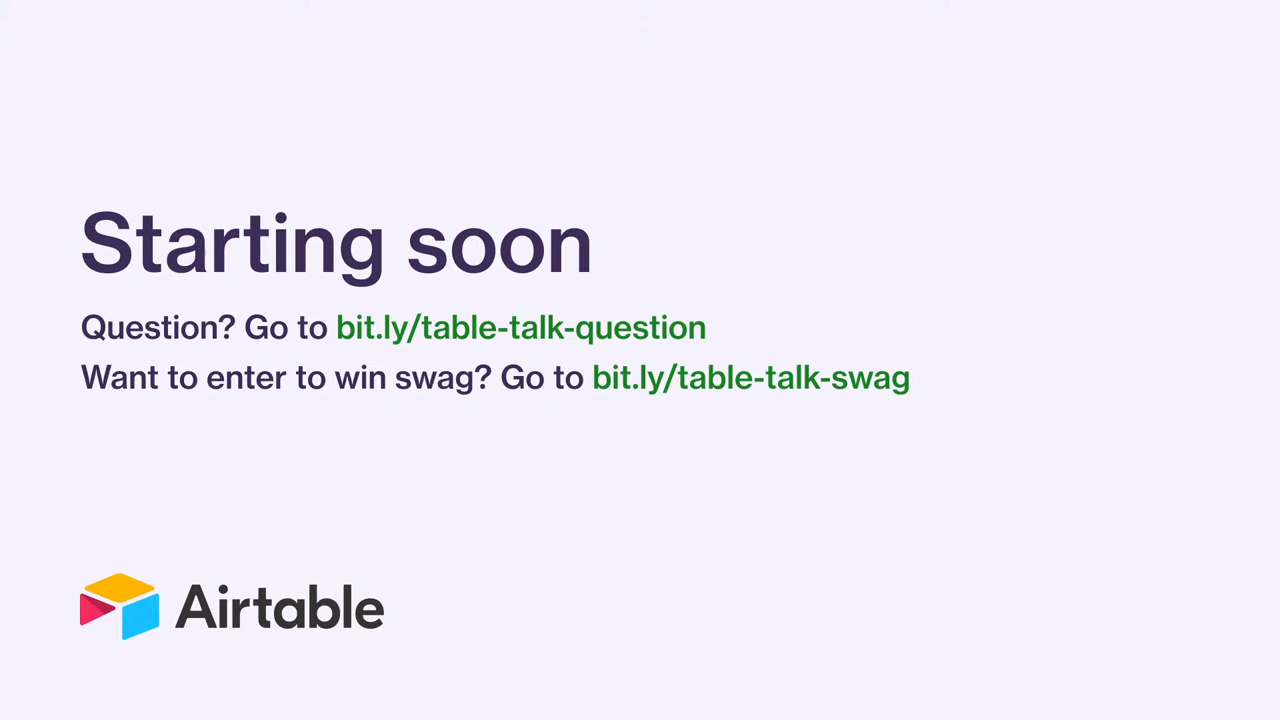 Starting soon
Question? Go to bit.ly/table-talk-question
Want to enter to win swag? Go to bit.ly/table-talk-swag
Airtable